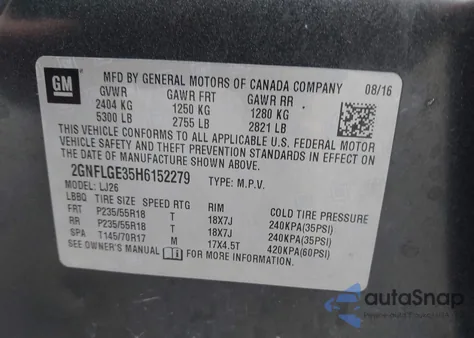 GM
MFD BY GENERAL MOTORS OF CANADA COMPANY 08/16
GVWR GAWR FRT GAWR RR
2404 KG 1250 KG 1280 KG
5300 LB 2755 LB 2821 LB
THIS VEHICLE CONFORMS TO ALL APPLICABLE U.S. FEDERAL MOTOR
VEHICLE SAFETY AND THEFT PREVENTION STANDARDS IN EFFECT ON THE
DATE OF MANUFACTURE SHOWN ABOVE.
2GNFLGE35H6152279 TYPE: M.P.V.
MODEL: LJ26
LBBQ TIRE SIZE SPEED RTG RIM COLD TIRE PRESSURE
FRT P235/55R18 T 18X7J 240KPA(35PSI)
RR P235/55R18 T 18X7J 240KPA(35PSI)
SPA T145/70R17 M 17X4.5T 420KPA(60PSI)
SEE OWNER'S MANUAL FOR MORE INFORMATION.
autoSnap
POWERED BY AUTOBIDMASTER